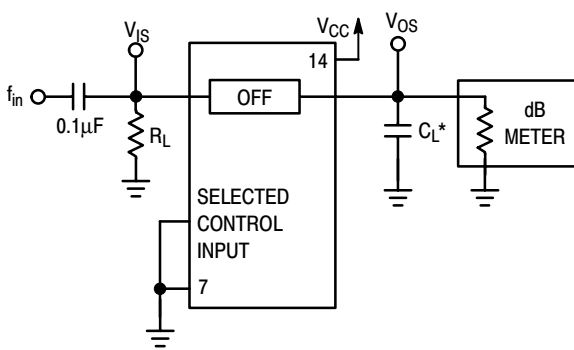 V_IS
V_CC
V_OS
14
f_in
OFF
dB
METER
0.1μF
R_L
C_L*
SELECTED
CONTROL
INPUT
7